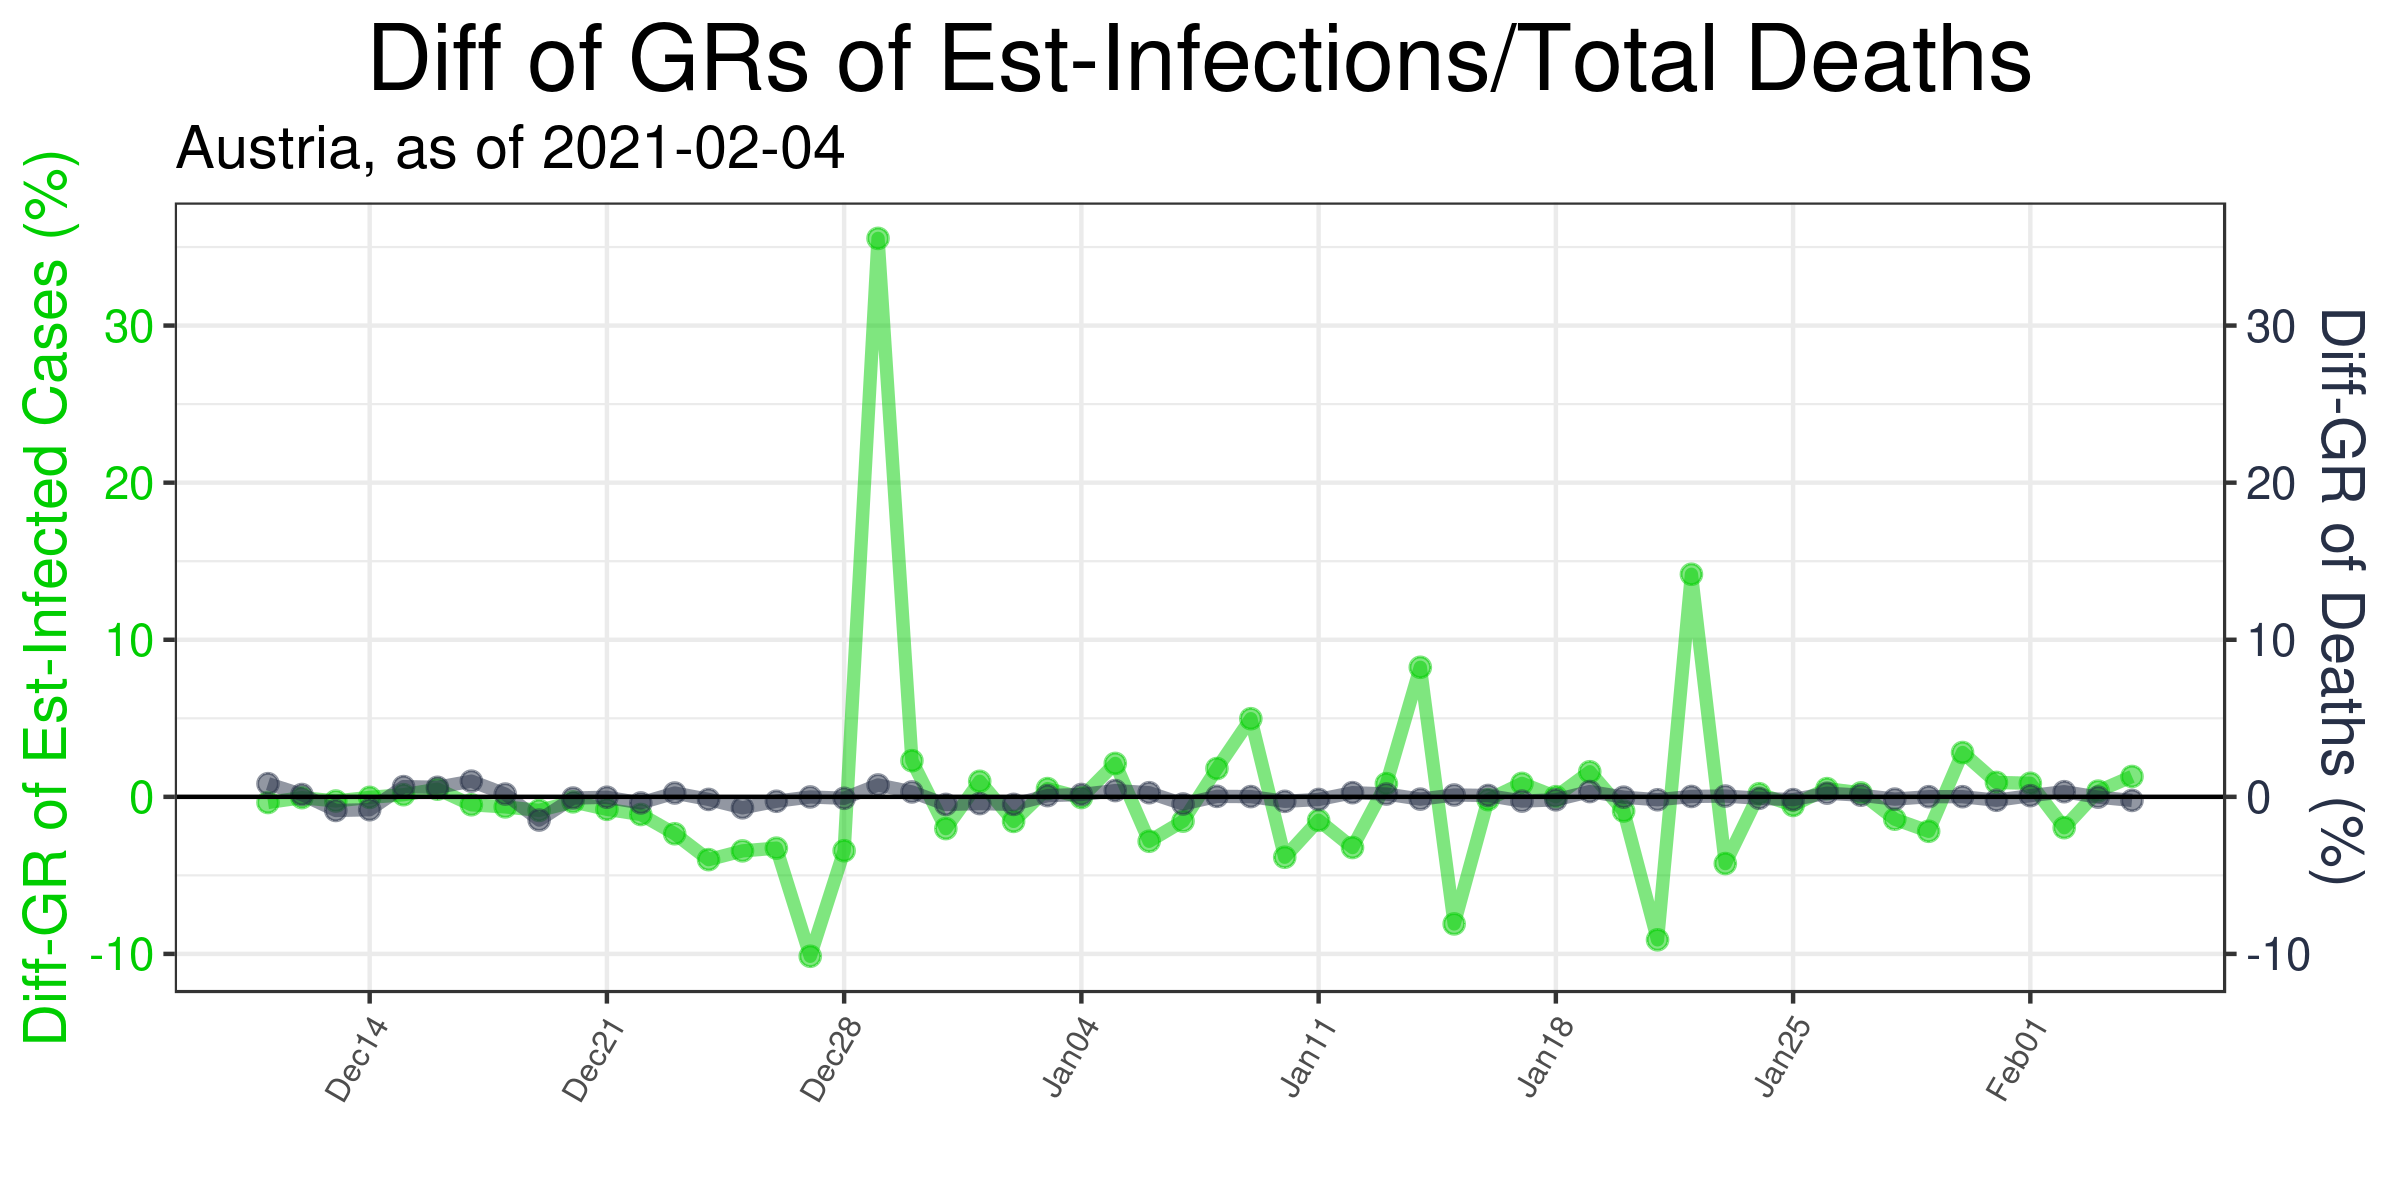 Diff of GRs of Est-Infections/Total Deaths
Austria, as of 2021-02-04
Diff-GR of Est-Infected Cases (%)
30
20
10
0
-10
30
20
10
0
-10
Diff-GR of Deaths (%)
Dec14
Dec21
Dec28
Jan04
Jan11
Jan18
Jan25
Feb01